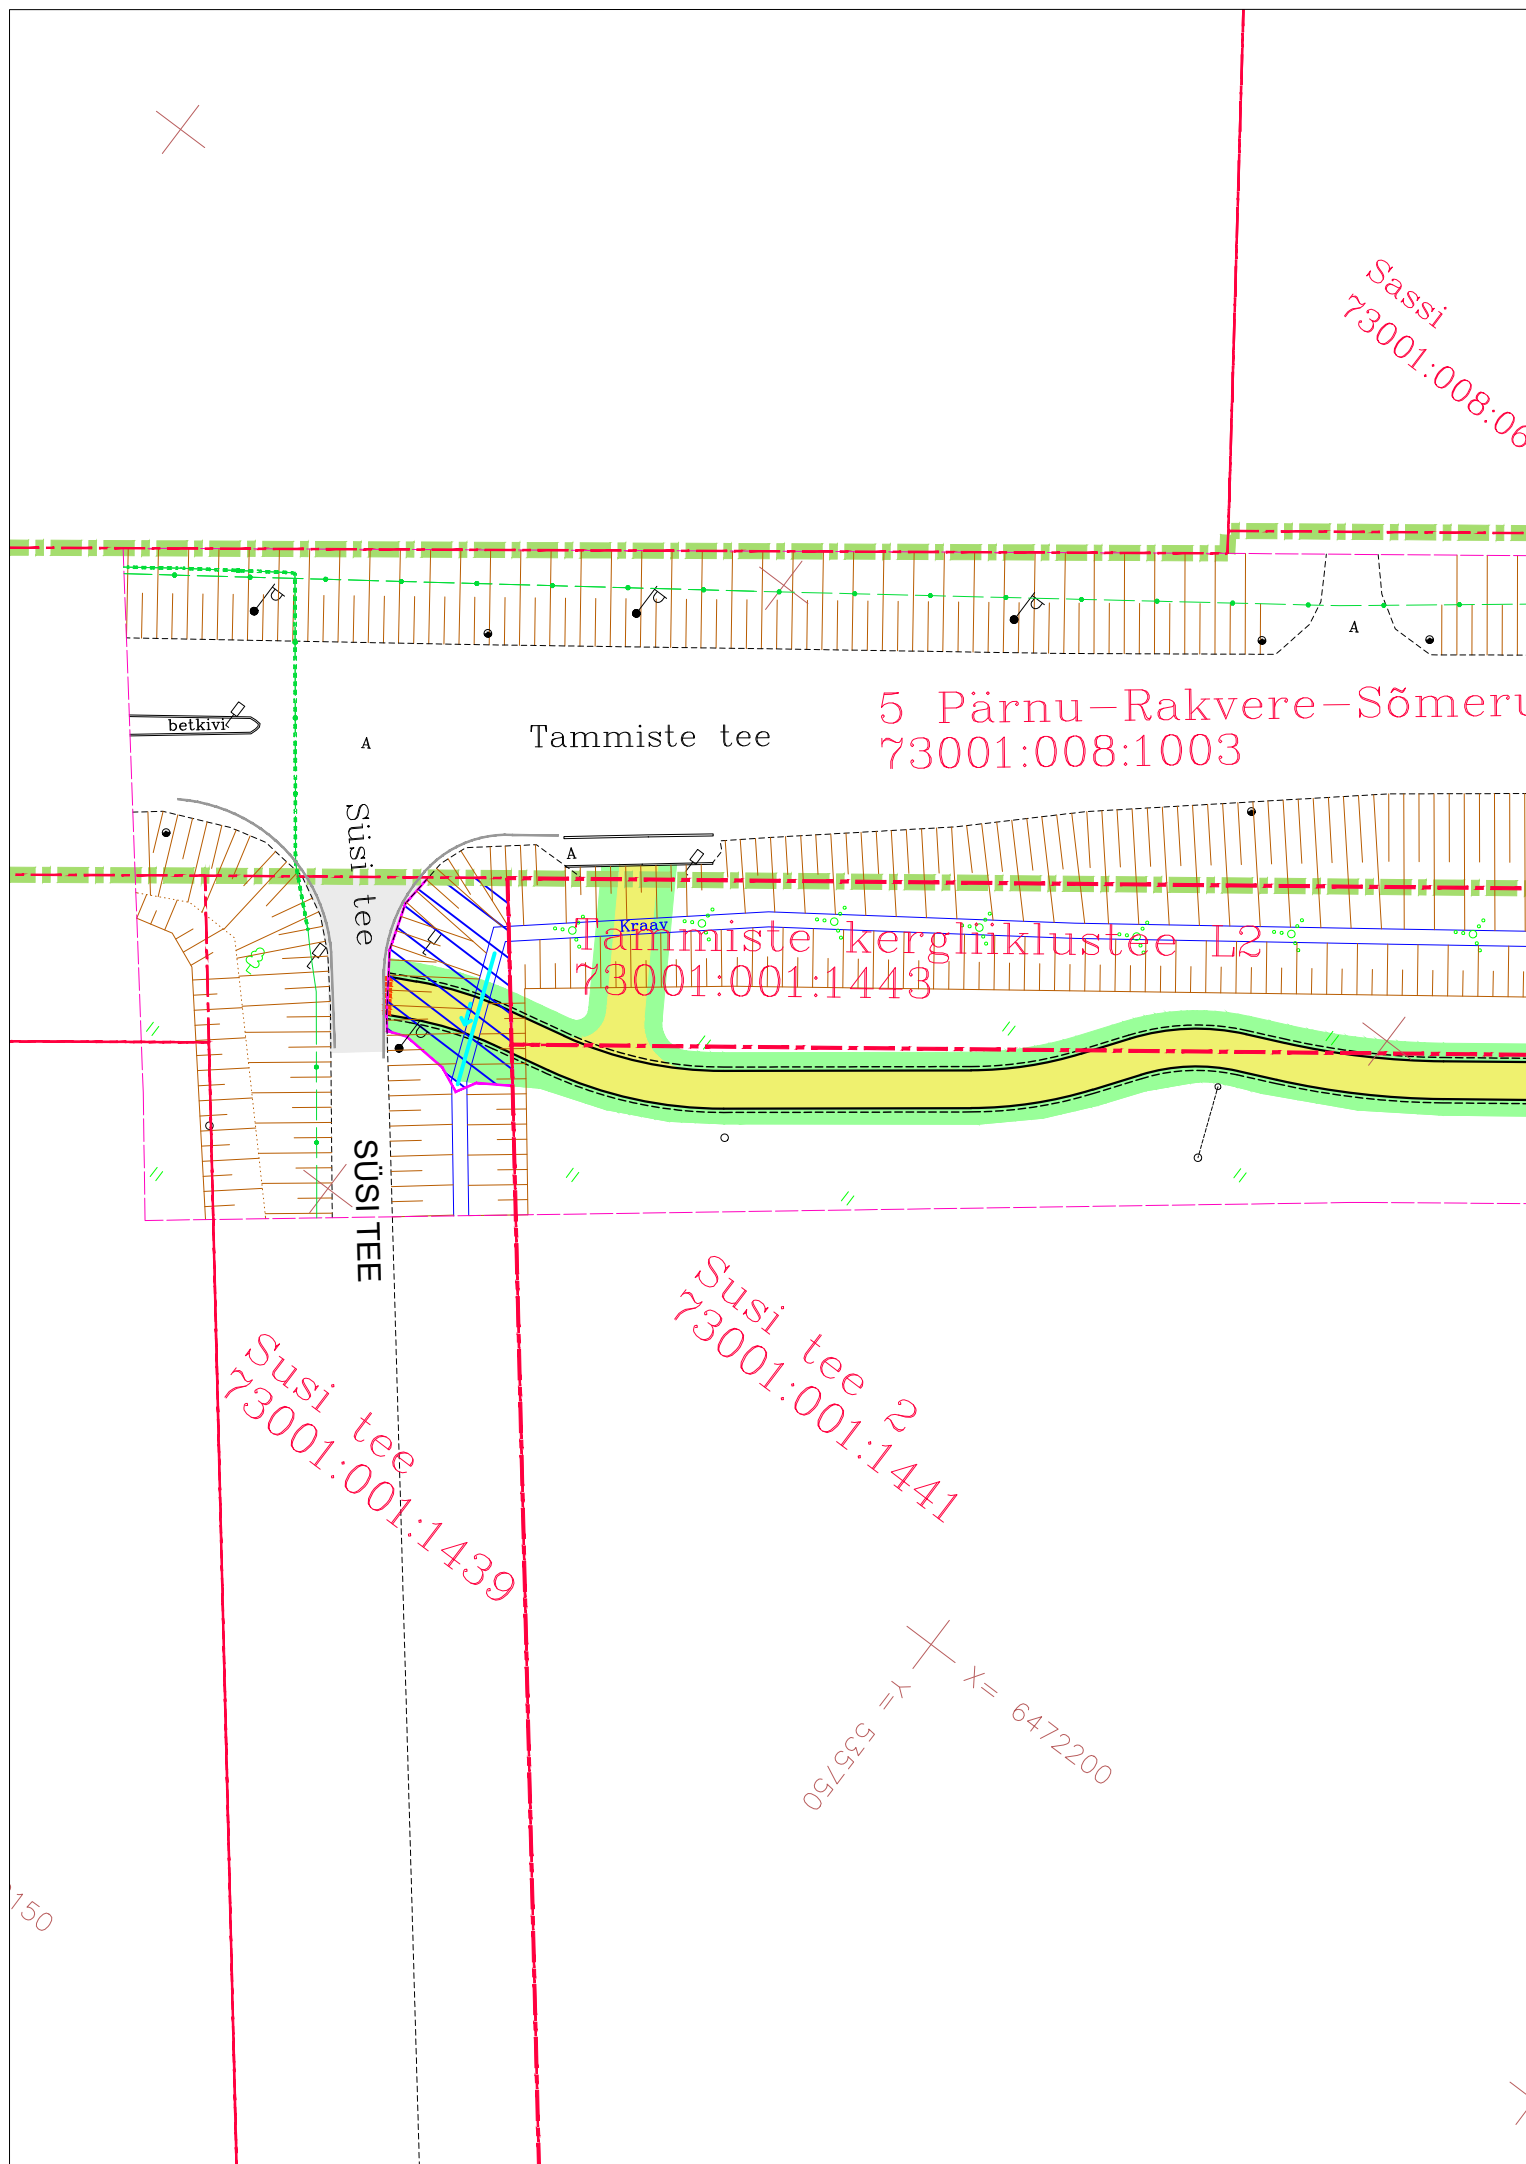 Sassi
73001:008:06
5 Pärnu-Rakvere-Sõmeru
73001:008:1003
betkivi
A
Tammiste tee
A
Süsi tee
A
Kraav
Tammiste kergliiklustee L2
73001:001:1443
SÜSI TEE
Susi tee 2
73001:001:1441
Susi tee
73001:001:1439
X= 6472200
Y= 535750
150